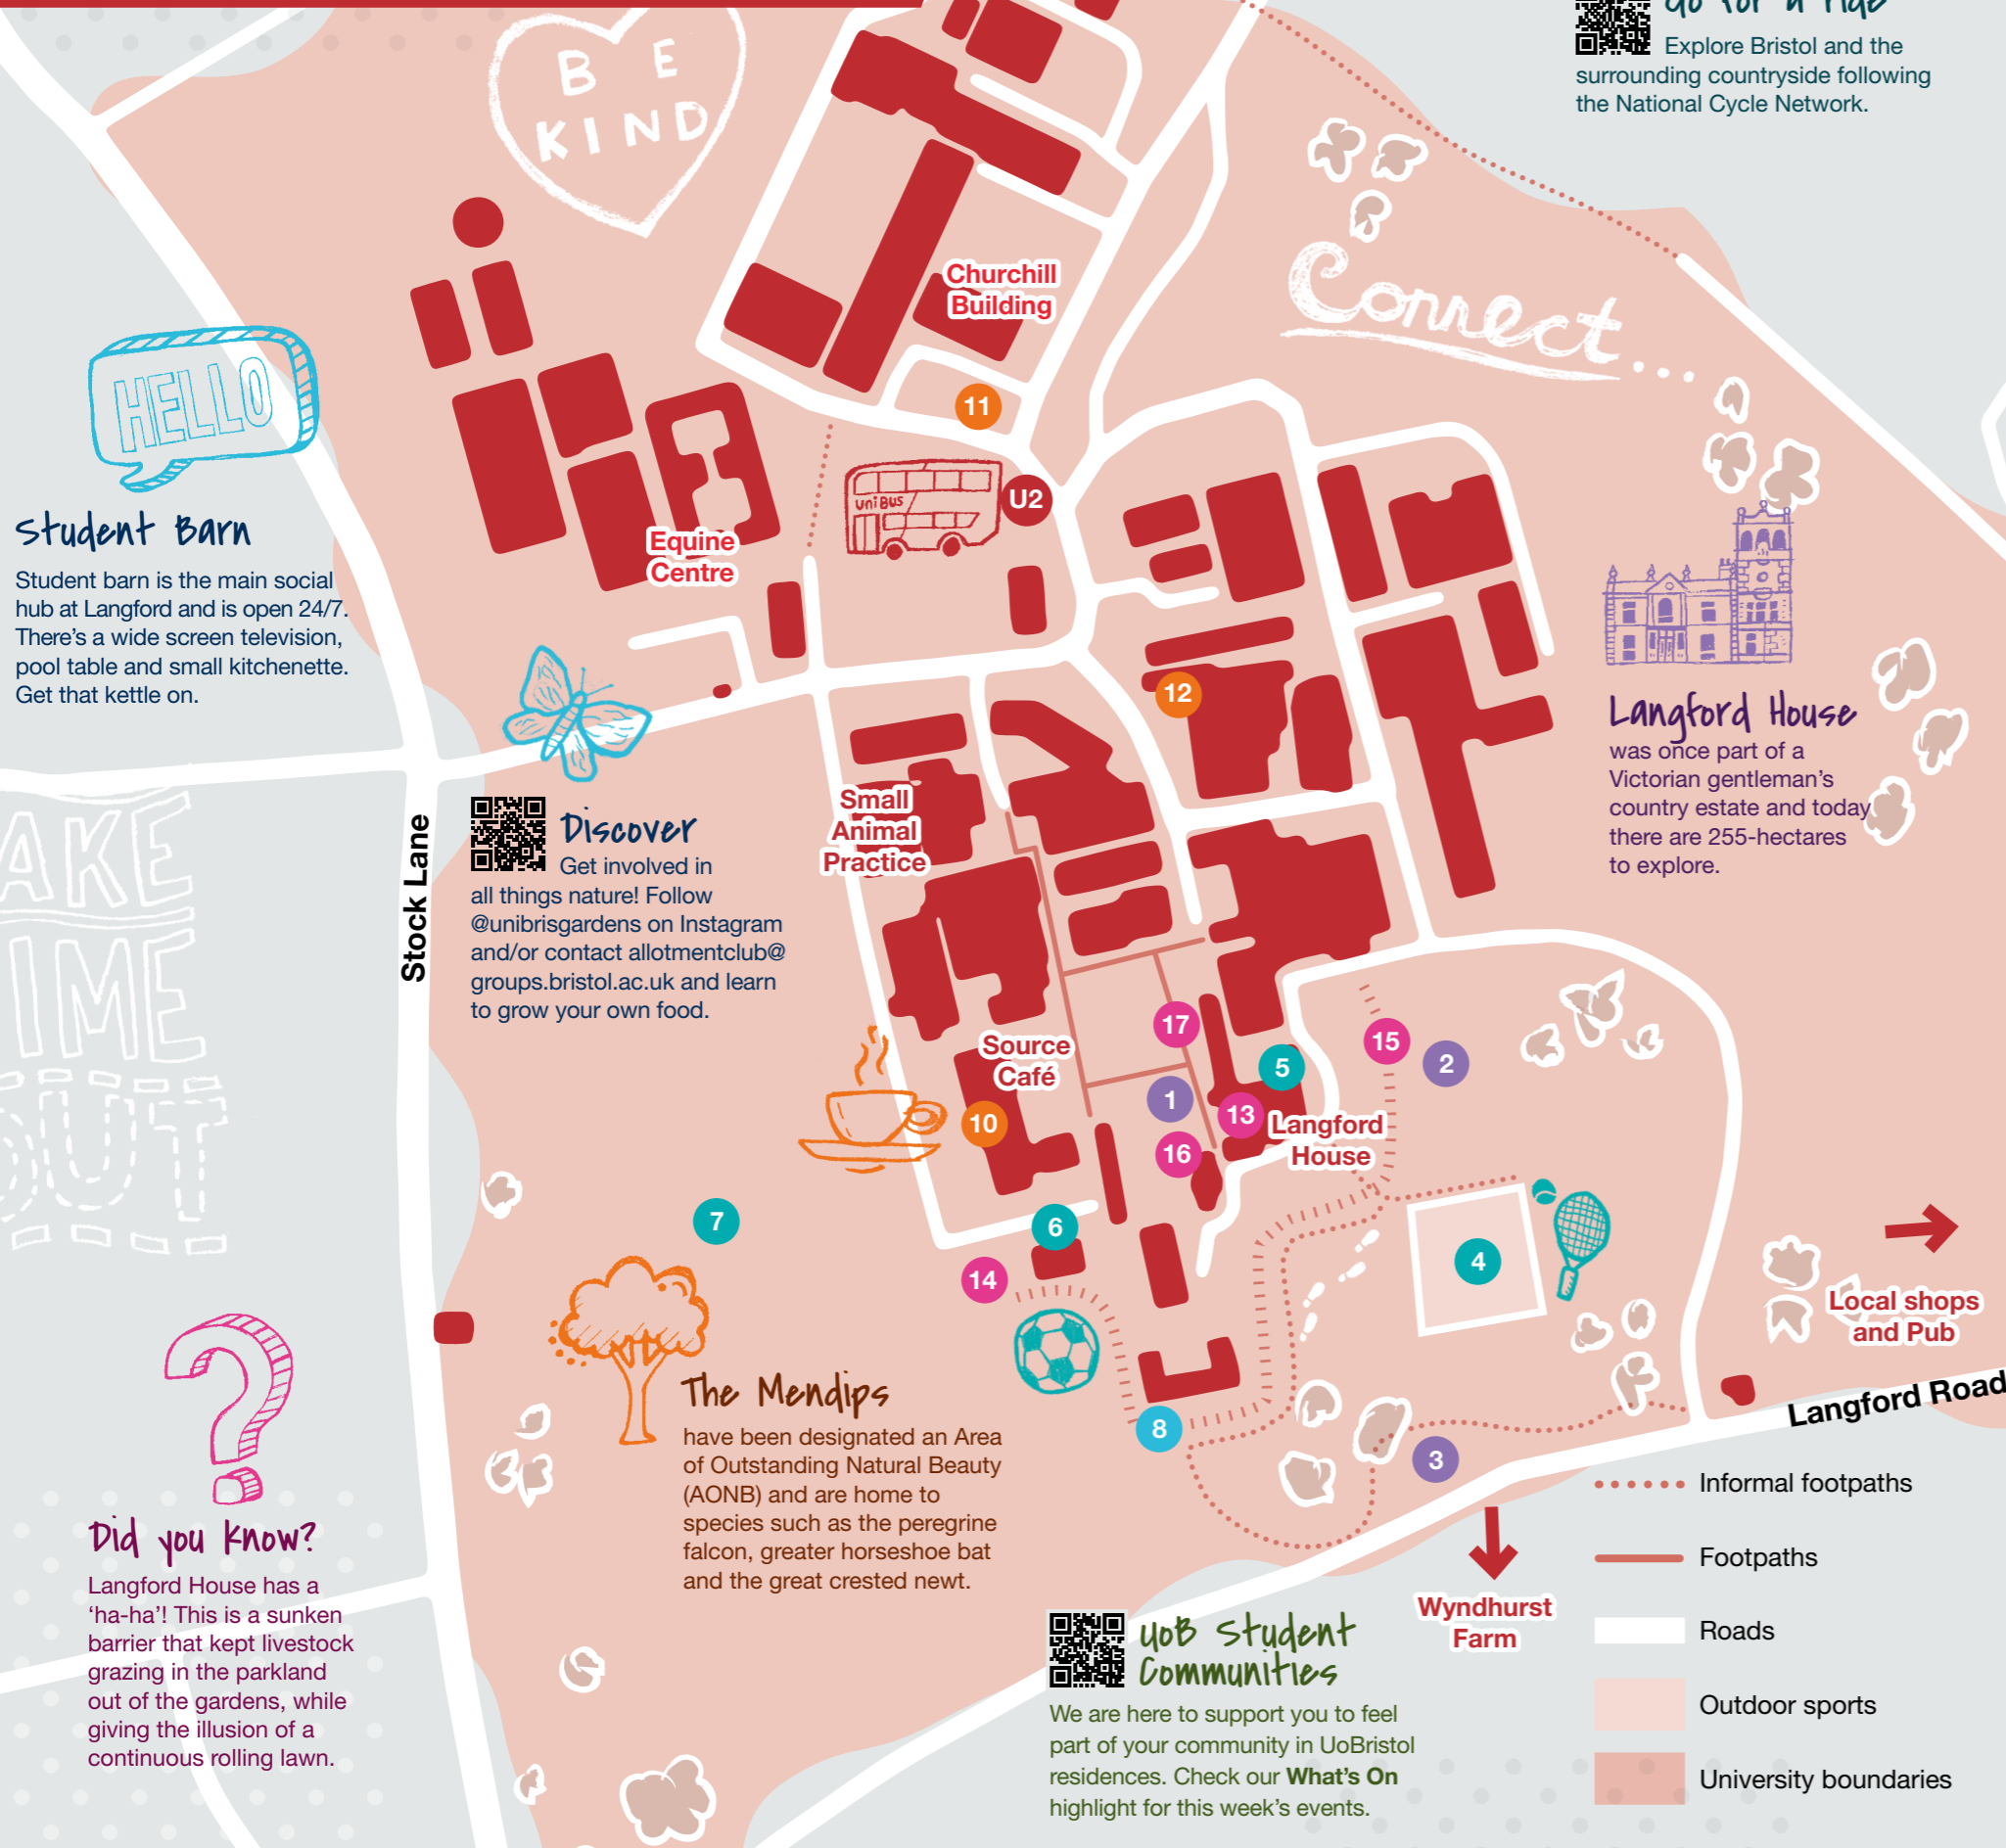 Go for a ride
Explore Bristol and the
surrounding countryside following
the National Cycle Network.
B E
KIND
Connect...
Churchill
Building
11
HELLO
Student Barn
Student barn is the main social
hub at Langford and is open 24/7.
There's a wide screen television,
pool table and small kitchenette.
Get that kettle on.
Uni BUS
U2
Equine
Centre
12
Langford House
was once part of a
Victorian gentleman's
country estate and today
there are 255-hectares
to explore.
Small
Animal
Practice
Stock Lane
Discover
Get involved in
all things nature! Follow
@unibrisgardens on Instagram
and/or contact allotmentclub@
groups.bristol.ac.uk and learn
to grow your own food.
AKE
IME
OUT
Source
Café
10
17
15
2
5
1
13
Langford
House
16
7
6
14
4
Local shops
and Pub
Langford Road
The Mendips
have been designated an Area
of Outstanding Natural Beauty
(AONB) and are home to
species such as the peregrine
falcon, greater horseshoe bat
and the great crested newt.
8
3
Did you know?
Langford House has a
‘ha-ha’! This is a sunken
barrier that kept livestock
grazing in the parkland
out of the gardens, while
giving the illusion of a
continuous rolling lawn.
Wyndhurst
Farm
UoB Student
Communities
We are here to support you to feel
part of your community in UoBristol
residences. Check our What's On
highlight for this week's events.
Informal footpaths
Footpaths
Roads
Outdoor sports
University boundaries